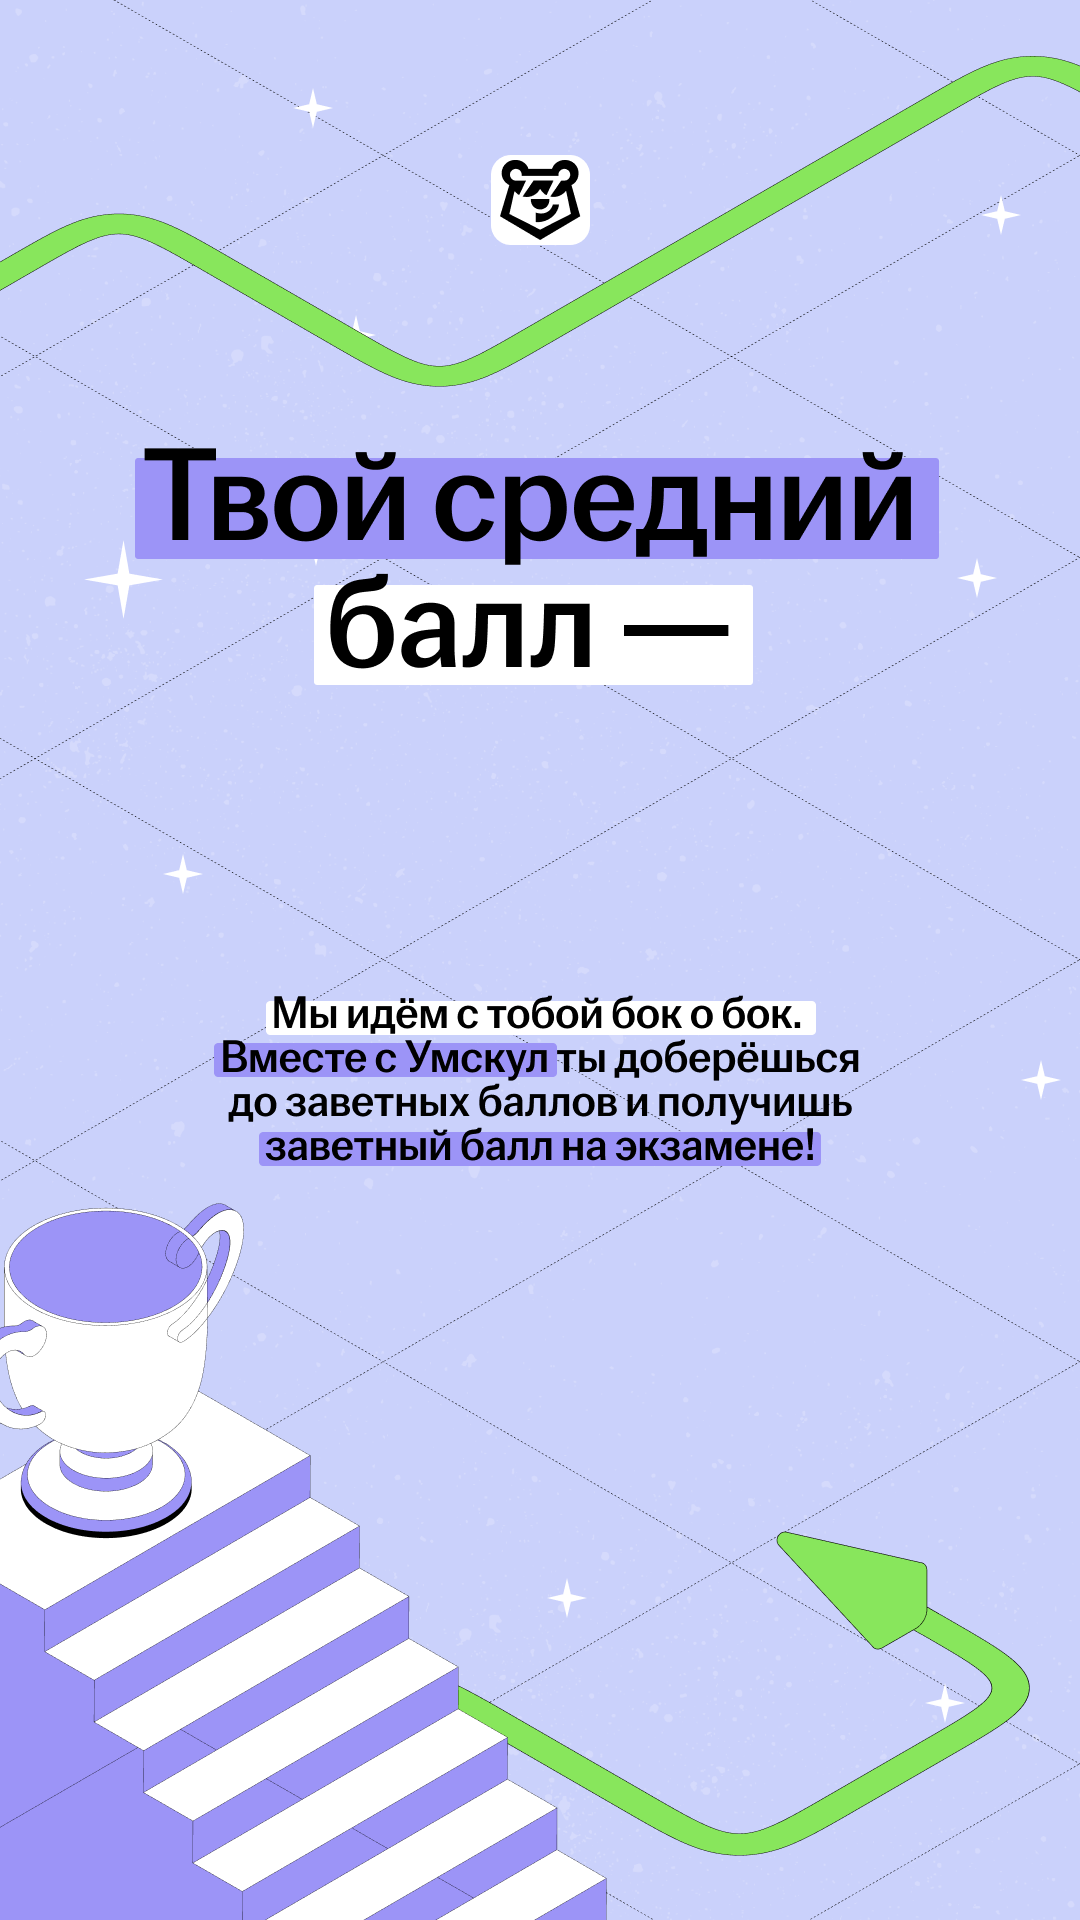 Твой средний
балл —
Мы идём с тобой бок о бок.
Вместе с Умскул ты доберёшься
до заветных баллов и получишь
заветный балл на экзамене!